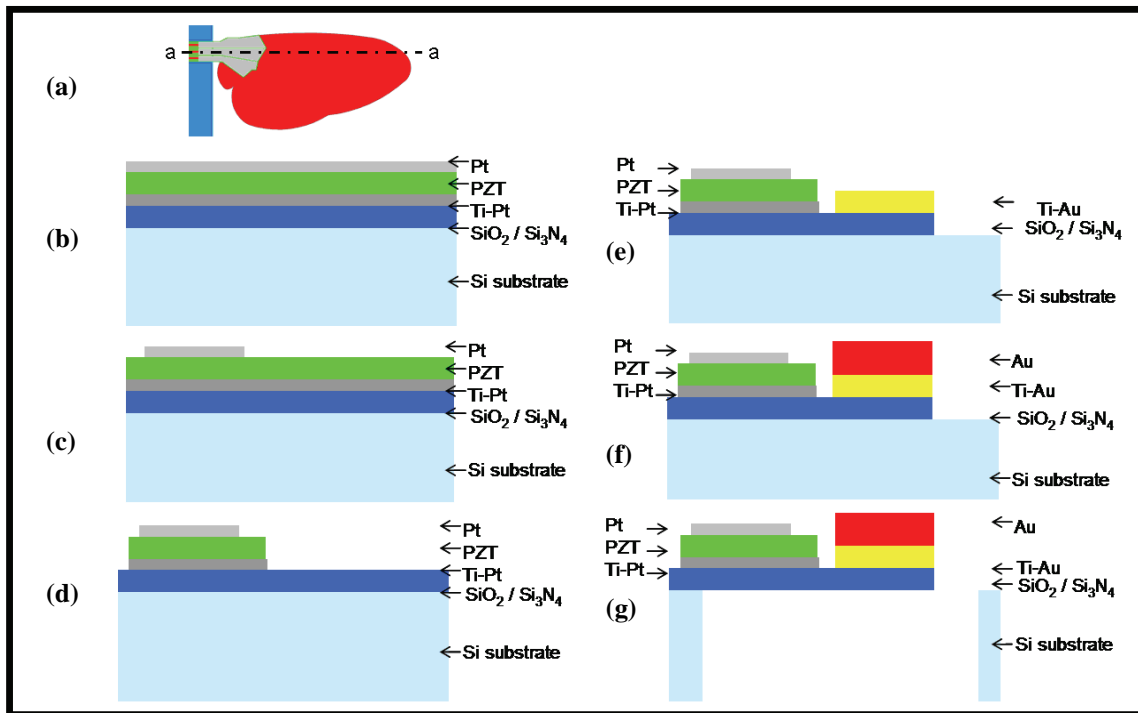 (a)
a a
(b)
Pt
PZT
Ti-Pt
SiO₂ / Si₃N₄
Si substrate
(c)
Pt
PZT
Ti-Pt
SiO₂ / Si₃N₄
Si substrate
(d)
Pt
PZT
Ti-Pt
SiO₂ / Si₃N₄
Si substrate
(e)
Pt
PZT
Ti-Pt
Ti-Au
SiO₂ / Si₃N₄
Si substrate
(f)
Pt
PZT
Ti-Pt
Au
Ti-Au
SiO₂ / Si₃N₄
Si substrate
(g)
Pt
PZT
Ti-Pt
Au
Ti-Au
SiO₂ / Si₃N₄
Si substrate